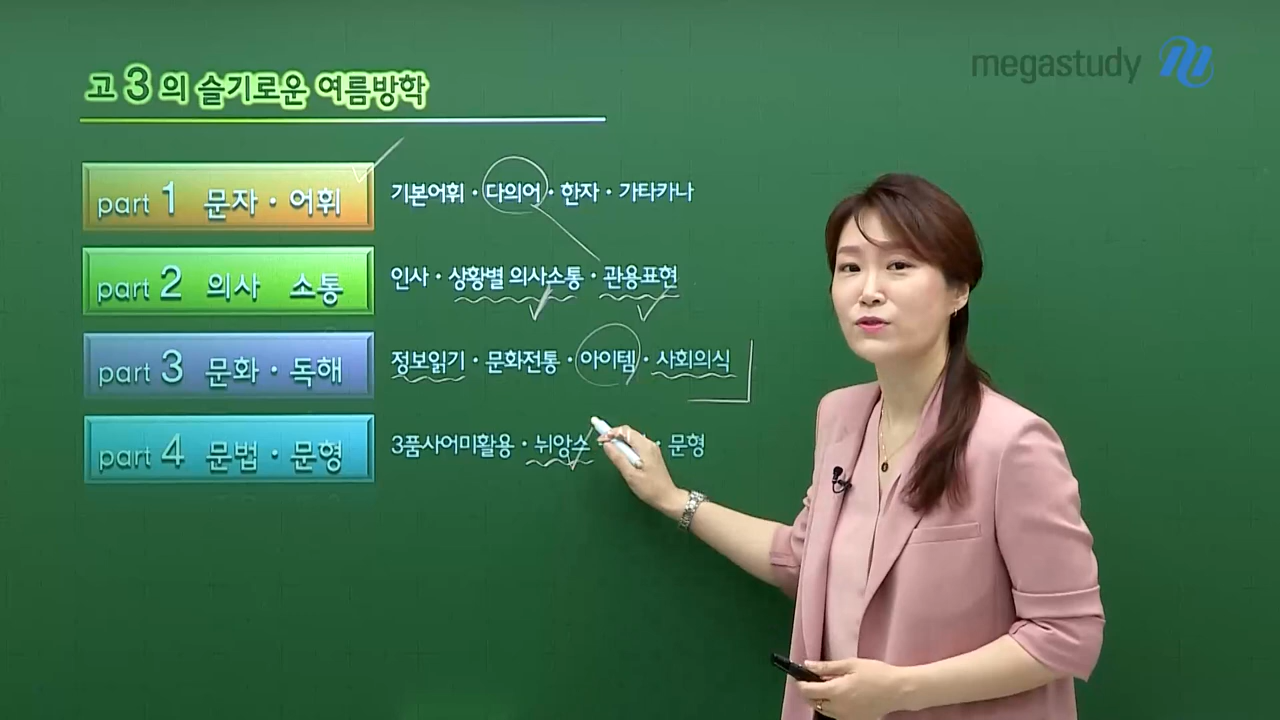 megastudy
고 3 의 슬기로운 여름방학
part 1 문자 · 어휘
기본어휘 · 다의어 · 한자 · 가타카나
part 2 의사 소통
인사 · 상황별 의사소통 · 관용표현
part 3 문화 · 독해
정보읽기 · 문화전통 · 아이템 · 사회의식
part 4 문법 · 문형
3품사어미활용 · 뉘앙스 · 문형